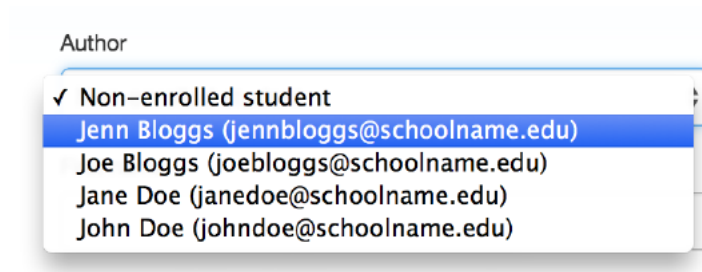 Author
✓ Non-enrolled student
Jenn Bloggs (jennbloggs@schoolname.edu)
Joe Bloggs (joebloggs@schoolname.edu)
Jane Doe (janedoe@schoolname.edu)
John Doe (johndoe@schoolname.edu)